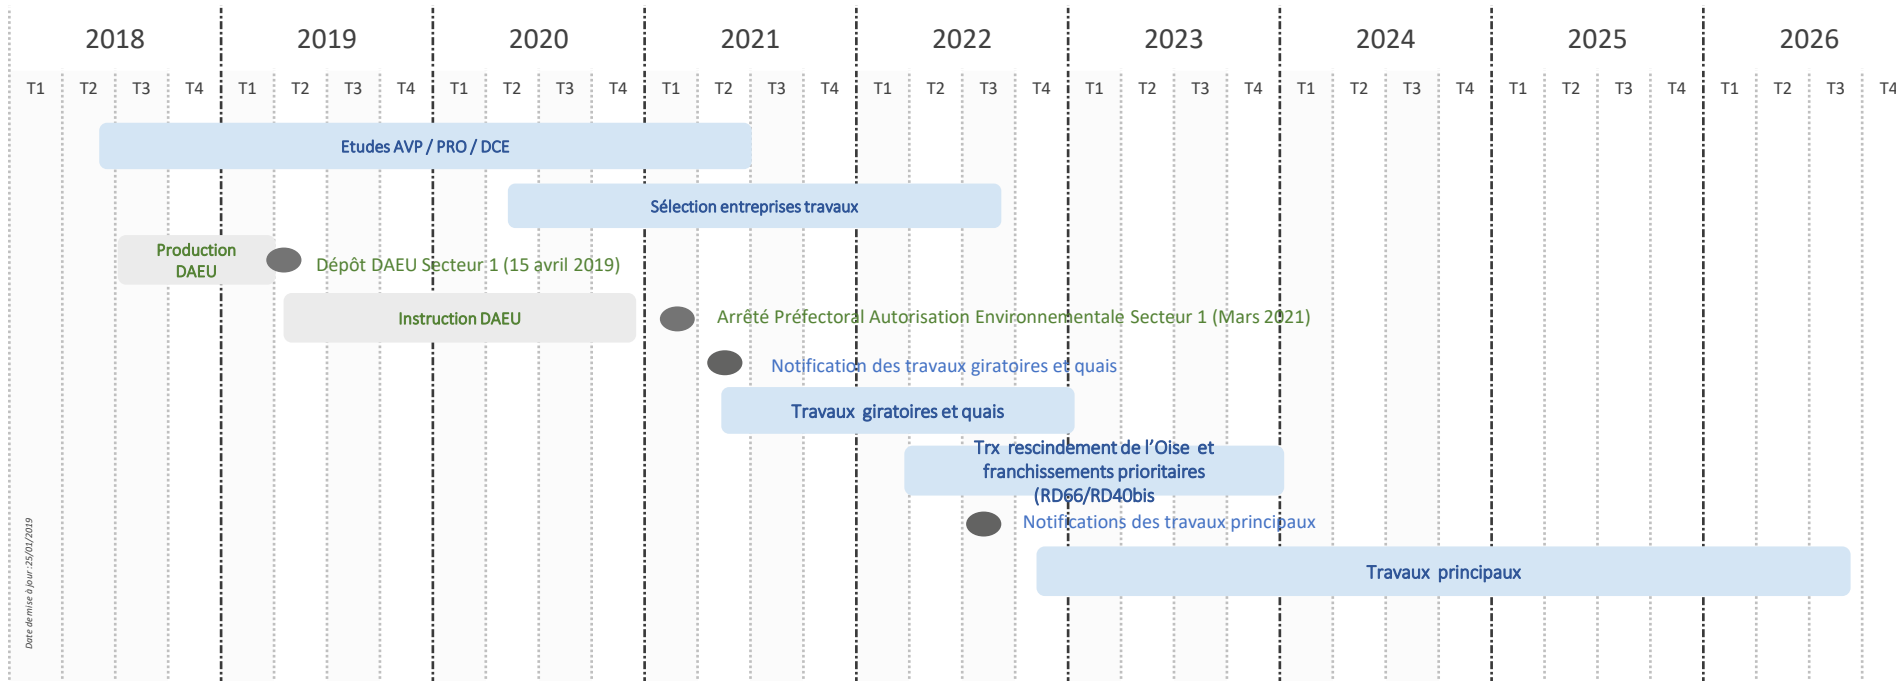 2018 2019 2020 2021 2022 2023 2024 2025 2026
T1 T2 T3 T4 T1 T2 T3 T4 T1 T2 T3 T4 T1 T2 T3 T4 T1 T2 T3 T4 T1 T2 T3 T4 T1 T2 T3 T4 T1 T2 T3 T4 T1 T2 T3 T4
Etudes AVP / PRO / DCE
Sélection entreprises travaux
Production
DAEU
Dépôt DAEU Secteur 1 (15 avril 2019)
Instruction DAEU
Arrêté Préfectoral Autorisation Environnementale Secteur 1 (Mars 2021)
Notification des travaux giratoires et quais
Travaux giratoires et quais
Trx rescindement de l’Oise et
franchissements prioritaires
(RD66/RD40bis
Notifications des travaux principaux
Travaux principaux
Date de mise à jour :25/01/2019